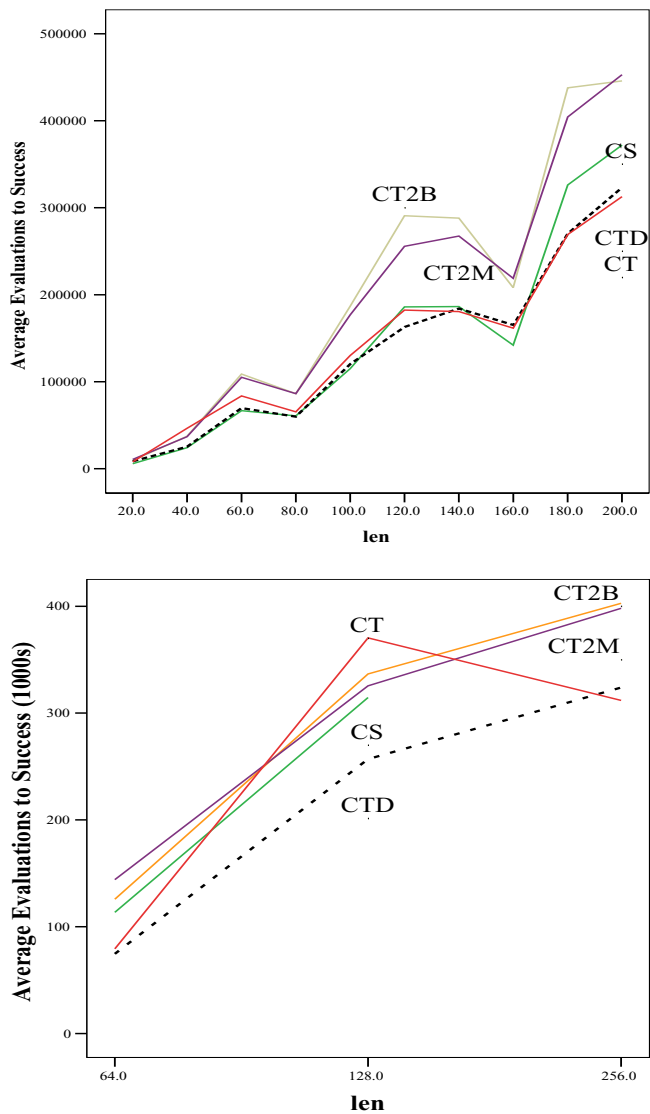 Average Evaluations to Success
500000
400000
300000
200000
100000
0
CT2B
CT2M
CS
CTD
CT
20.0 40.0 60.0 80.0 100.0 120.0 140.0 160.0 180.0 200.0
len
Average Evaluations to Success (1000s)
400
300
200
100
0
CT2B
CT
CT2M
CS
CTD
64.0 128.0 256.0
len